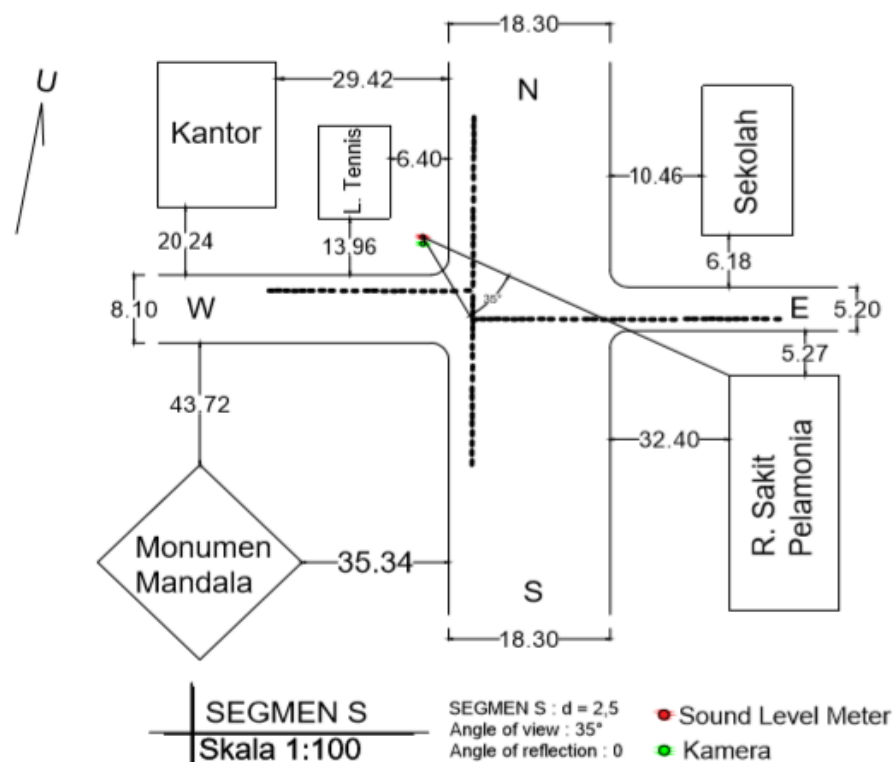 18.30
U
29.42
N
Kantor
L. Tennis
6.40
10.46
Sekolah
20.24
13.96
6.18
8.10
W
35°
E
5.20
5.27
43.72
32.40
R. Sakit
Pelamonia
Monumen
Mandala
35.34
S
18.30
SEGMEN S
Skala 1:100
SEGMEN S : d = 2,5
Angle of view : 35°
Angle of reflection : 0
Sound Level Meter
Kamera